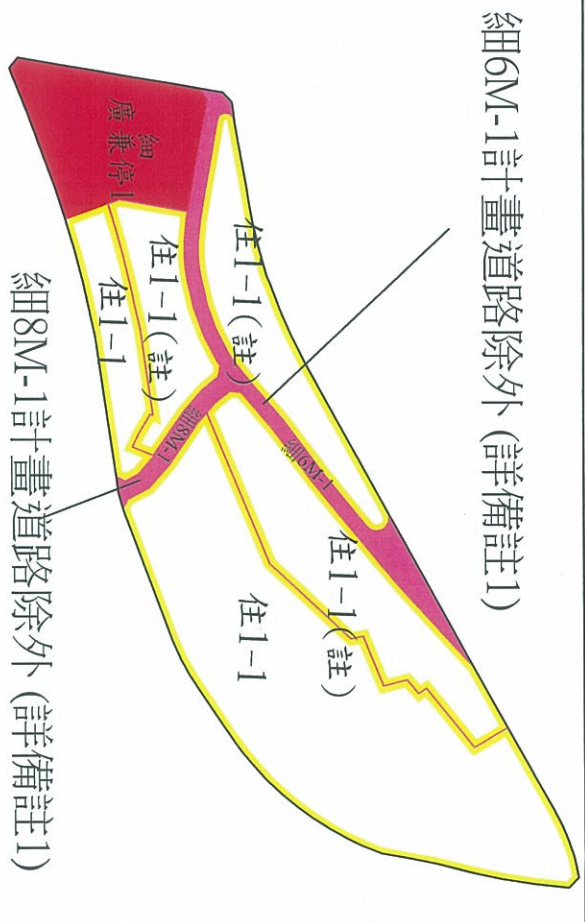 細6M-1計畫道路除外 (詳備註1)
細
廣兼停1
住1-1(註)
住1-1(註)
住1-1
細8M-1
細6M-1
住1-1(註)
住1-1
細8M-1計畫道路除外 (詳備註1)